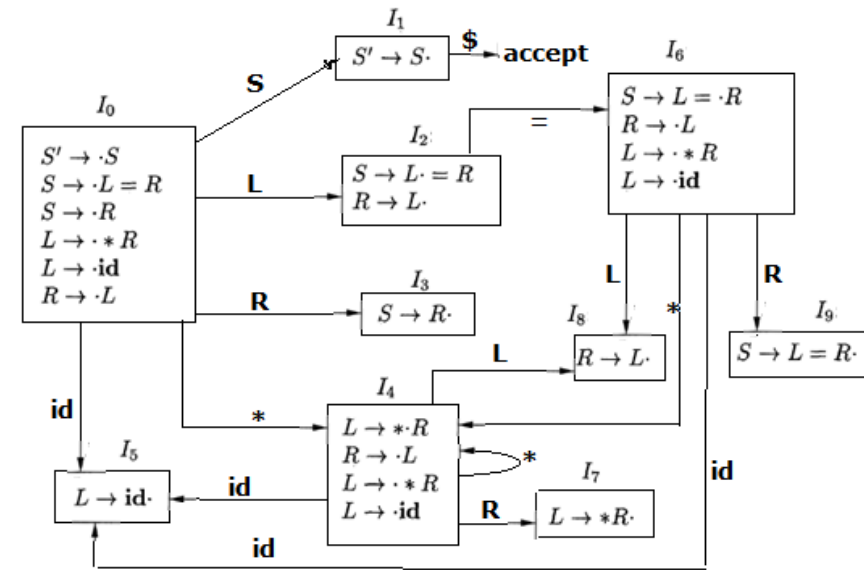 I₁
S' → S·
$
accept
S
I₀
S' → ·S
S → ·L = R
S → ·R
L → · * R
L → ·id
R → ·L
I₂
S → L· = R
R → L·
L
=
I₆
S → L = ·R
R → ·L
L → · * R
L → ·id
I₃
S → R·
R
L
*
R
I₈
R → L·
I₉
S → L = R·
L
I₄
L → *·R
R → ·L
L → · * R
L → ·id
*
id
*
I₅
L → id·
id
id
R
I₇
L → *R·
id